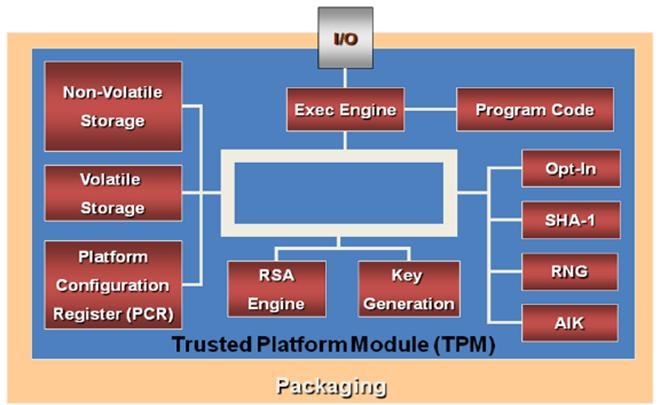 I/O
Non-Volatile
Storage
Exec Engine
Program Code
Volatile
Storage
Opt-In
SHA-1
RNG
AIK
Platform
Configuration
Register (PCR)
RSA
Engine
Key
Generation
Trusted Platform Module (TPM)
Packaging